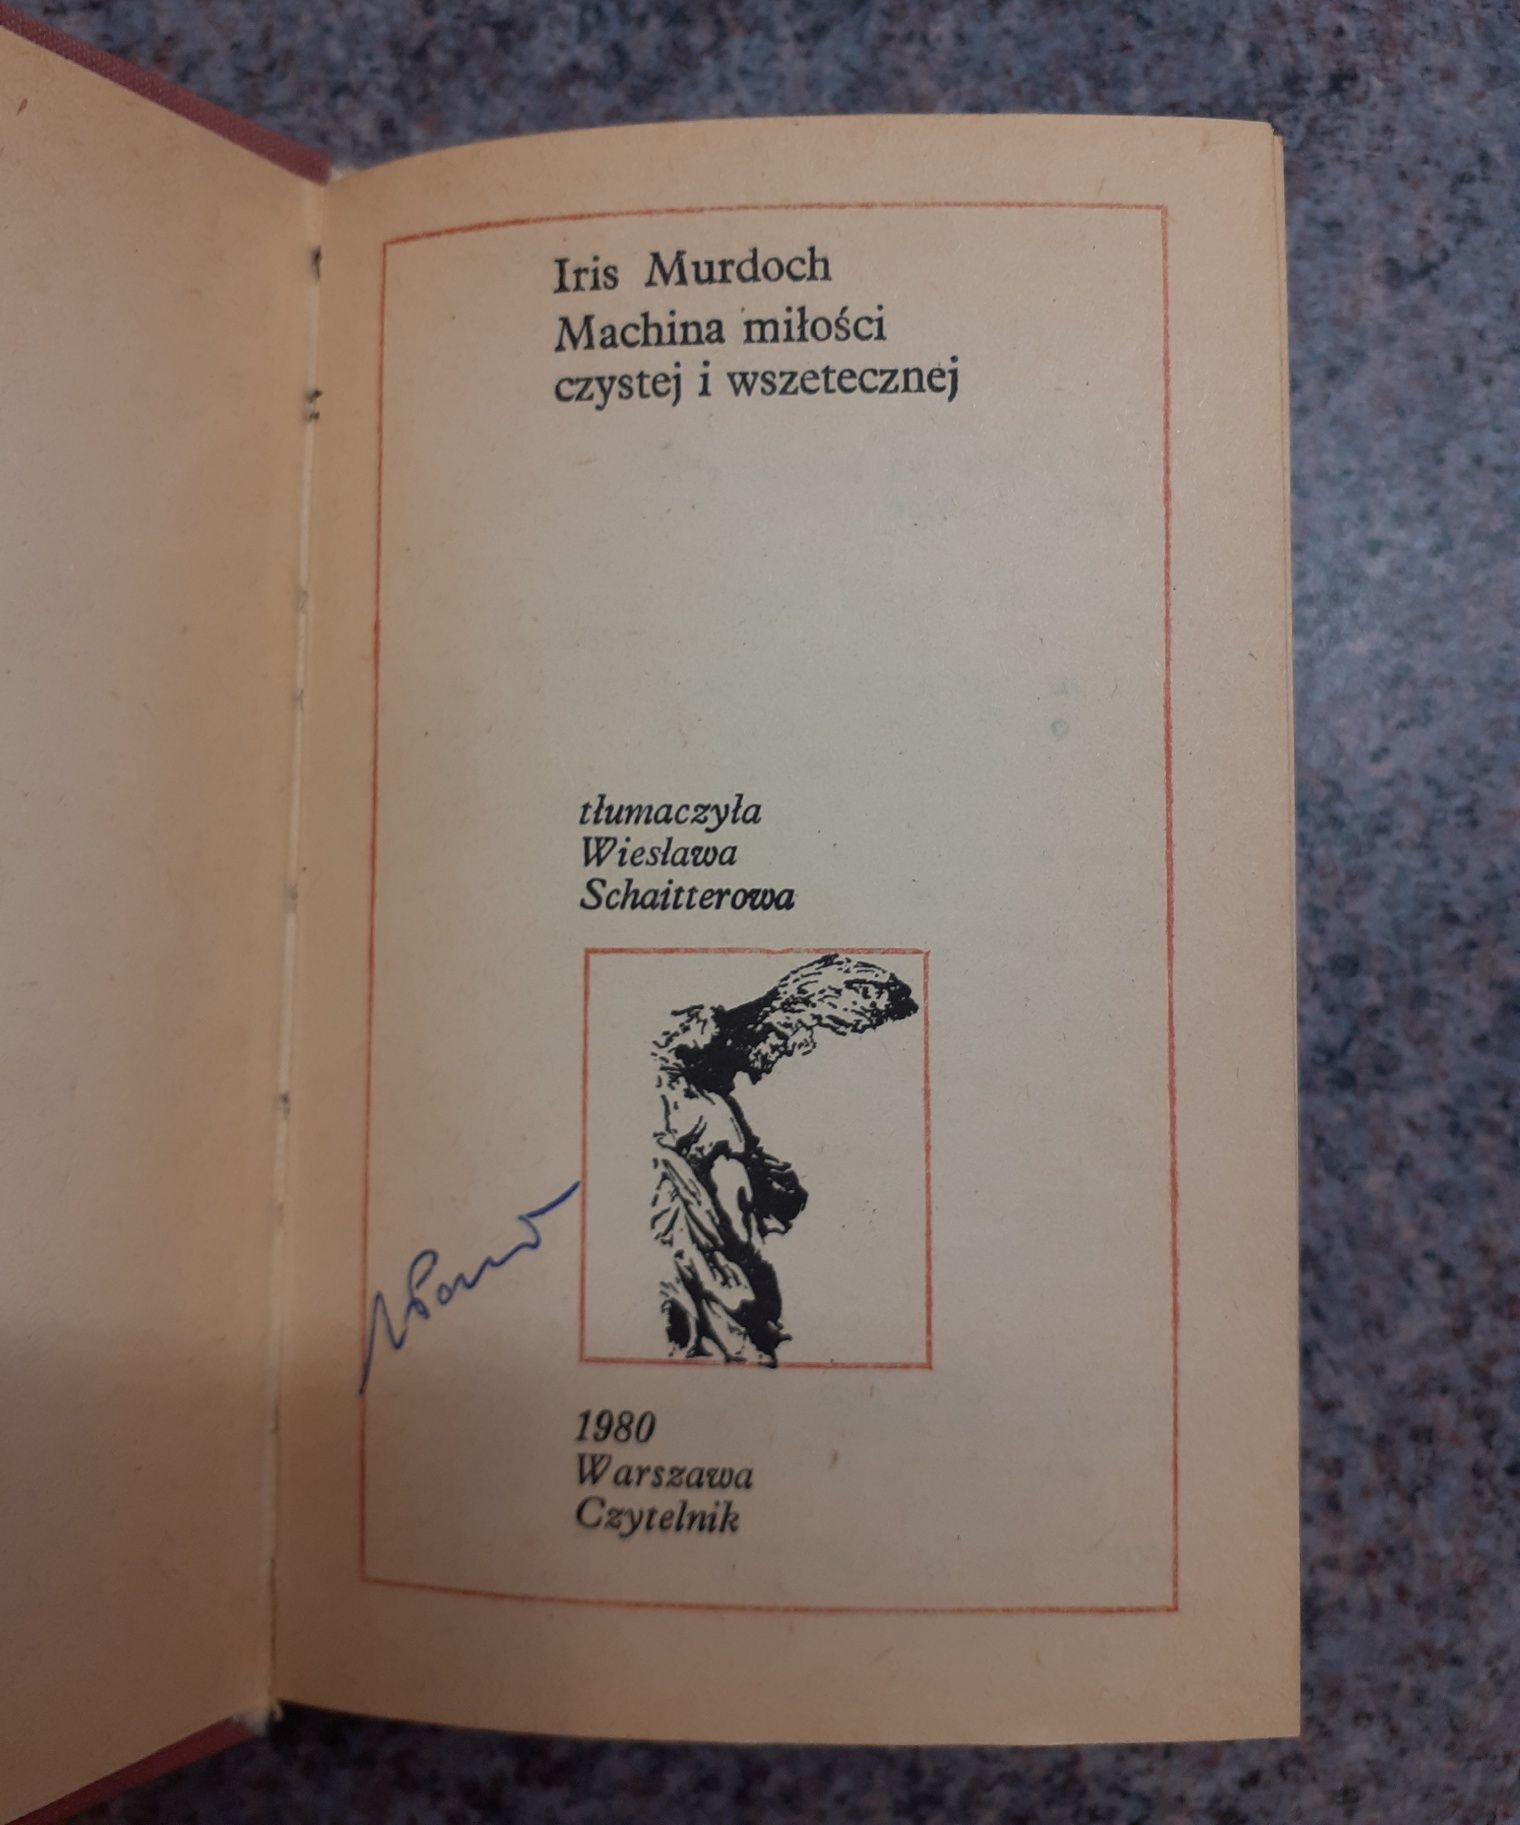 Iris Murdoch
Machina miłości
czystej i wszetecznej
tłumaczyła
Wiesława
Schaitterowa
1980
Warszawa
Czytelnik